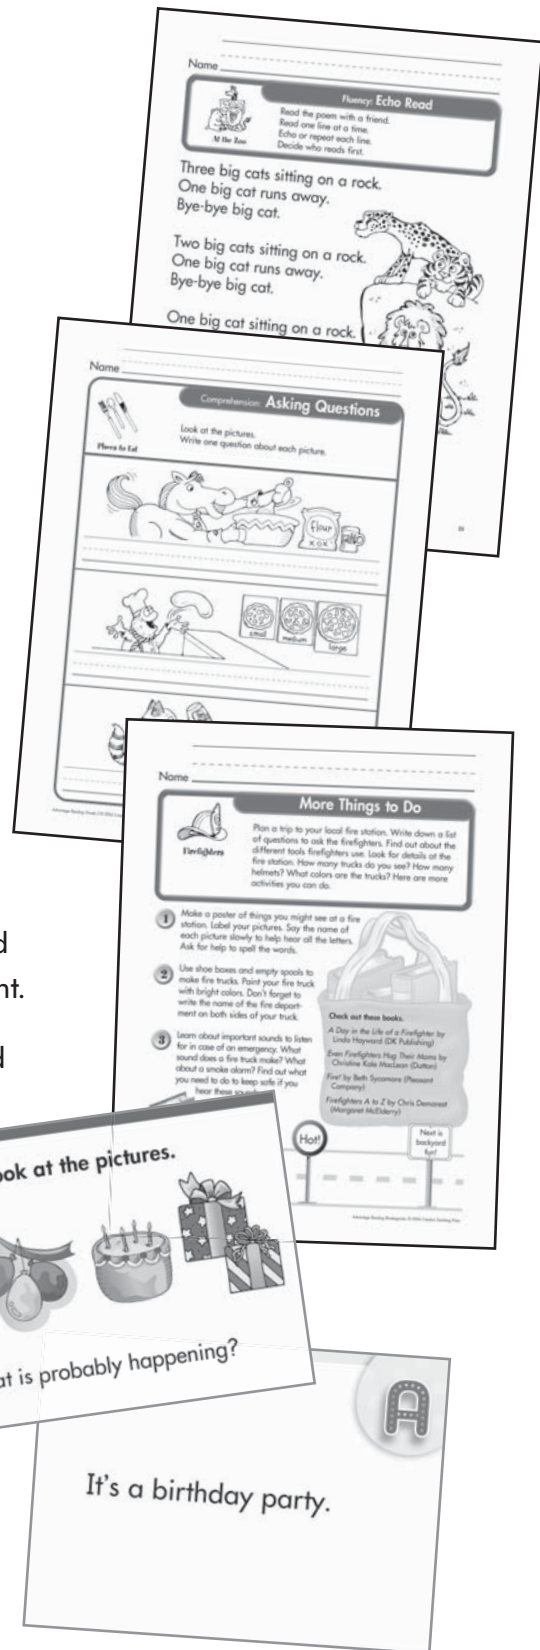 Name
Fluency: Echo Read
At the Zoo
Read the poem with a friend.
Read one line at a time.
Echo or repeat each line.
Decide who reads first.
Three big cats sitting on a rock.
One big cat runs away.
Bye-bye big cat.
Two big cats sitting on a rock.
One big cat runs away.
Bye-bye big cat.
One big cat sitting on a rock.
Name
Comprehension: Asking Questions
Places to Eat
Look at the pictures.
Write one question about each picture.
flour
small
medium
large
Name
More Things to Do
Firefighters
Plan a trip to your local fire station. Write down a list
of questions to ask the firefighters. Find out about the
different tools firefighters use. Look for details at the
fire station. How many trucks do you see? How many
helmets? What colors are the trucks? Here are more
activities you can do.
1
Make a poster of things you might see at a fire
station. Label your pictures. Say the name of
each picture slowly to help hear all the letters.
Ask for help to spell the words.
2
Use shoe boxes and empty spools to
make fire trucks. Paint your fire truck
with bright colors. Don't forget to
write the name of the fire depart-
ment on both sides of your truck.
3
Learn about important sounds to listen
for in case of an emergency. What
sound does a fire truck make? What
about a smoke alarm? Find out what
you need to do to keep safe if you
hear these
Check out these books.
A Day in the Life of a Firefighter by
Linda Hayward (DK Publishing)
Even Firefighters Hug Their Moms by
Christine Kole MacLean (Dutton)
Fire! by Beth Sycamore (Pleasant
Company)
Firefighters A to Z by Chris Demarest
(Margaret McElderry)
Hot!
Next is
backyard
fun!
d
nt.
d
ok at the pictures.
at is probably happening?
A
It's a birthday party.